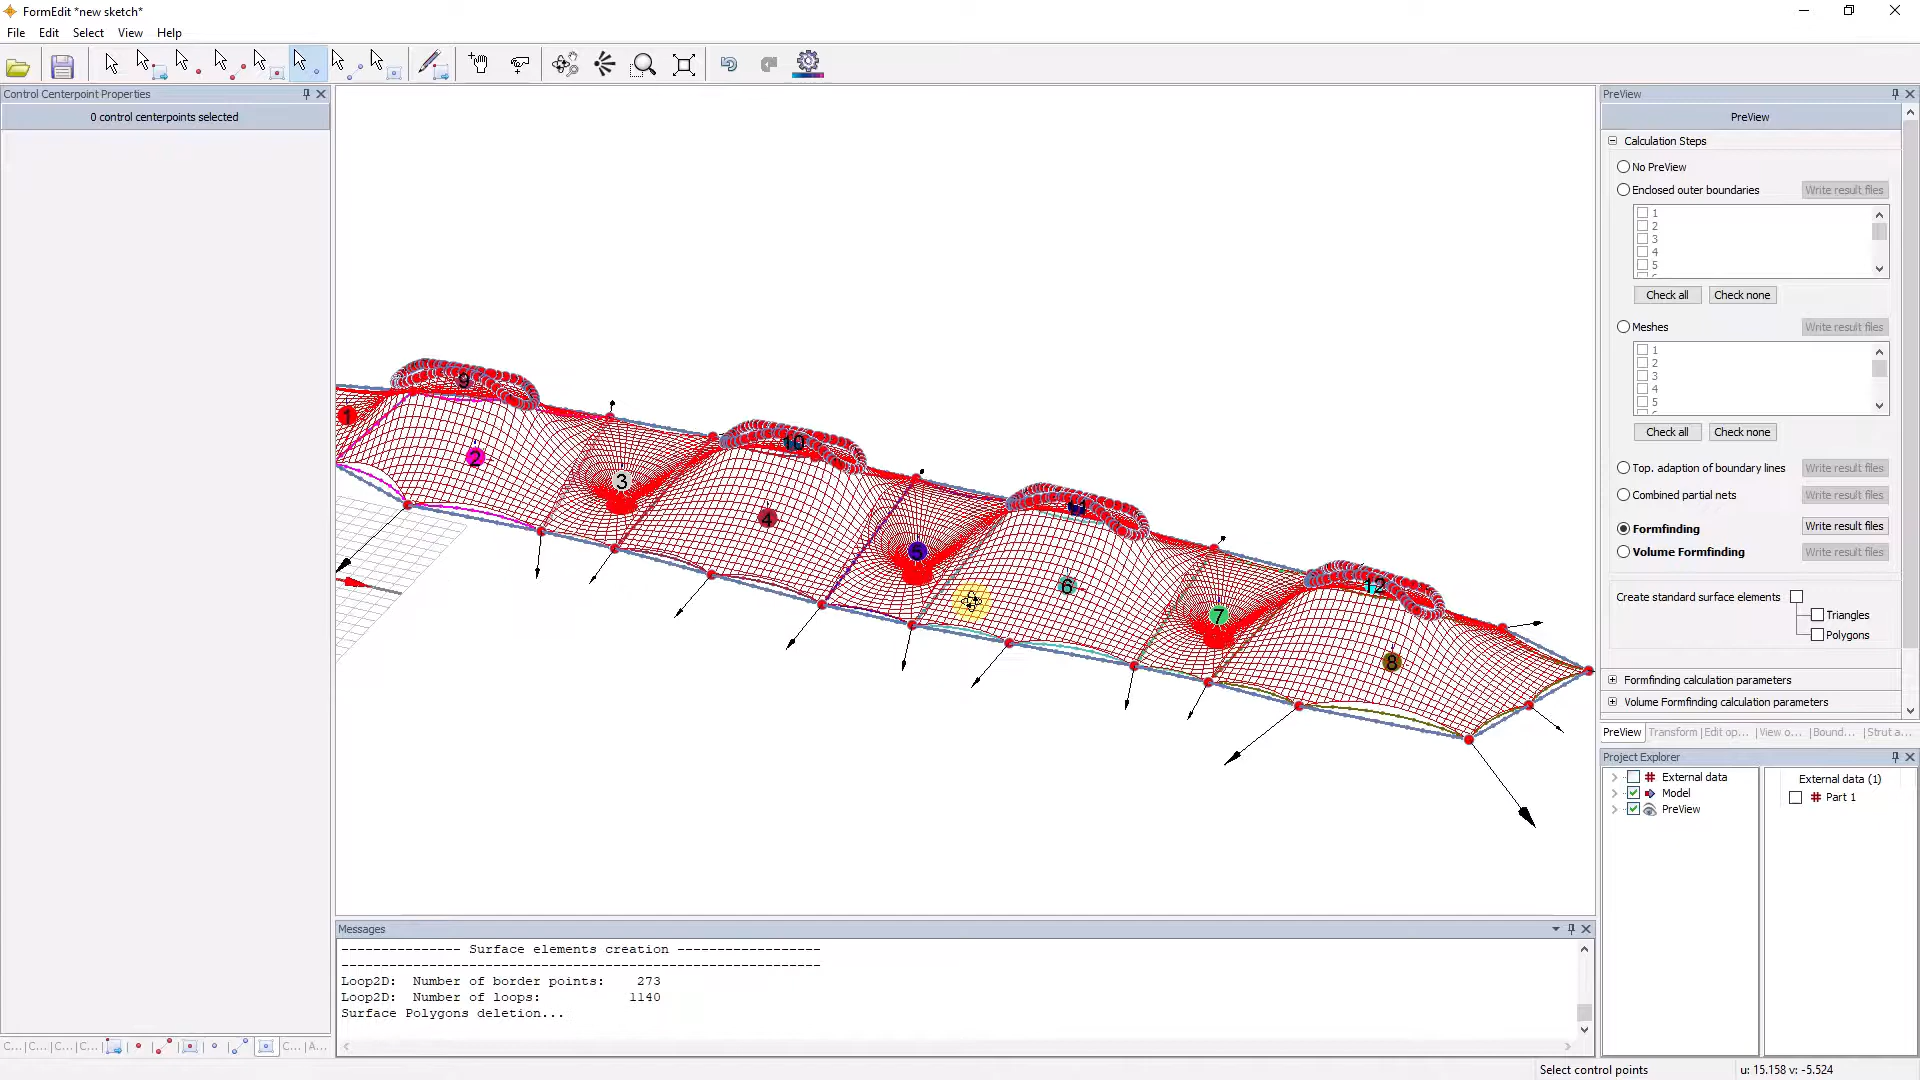 FormEdit *new sketch*
File Edit Select View Help
Control Centerpoint Properties
0 control centerpoints selected
C... C... C... C... C... A...
1
2
3
4
5
6
7
8
9
10
11
12
Messages
--------------- Surface elements creation ------------------
------------------------------------------------------------
Loop2D: Number of border points: 273
Loop2D: Number of loops: 1140
Surface Polygons deletion...
PreView
PreView
Calculation Steps
No PreView
Enclosed outer boundaries Write result files
1
2
3
4
5
Check all Check none
Meshes Write result files
1
2
3
4
5
Check all Check none
Top. adaption of boundary lines Write result files
Combined partial nets Write result files
Formfinding Write result files
Volume Formfinding Write result files
Create standard surface elements
Triangles
Polygons
Formfinding calculation parameters
Volume Formfinding calculation parameters
PreView Transform Edit op... View o... Bound... Strut a...
Project Explorer
External data
Model
PreView
External data (1)
Part 1
Select control points u: 15.158 v: -5.524